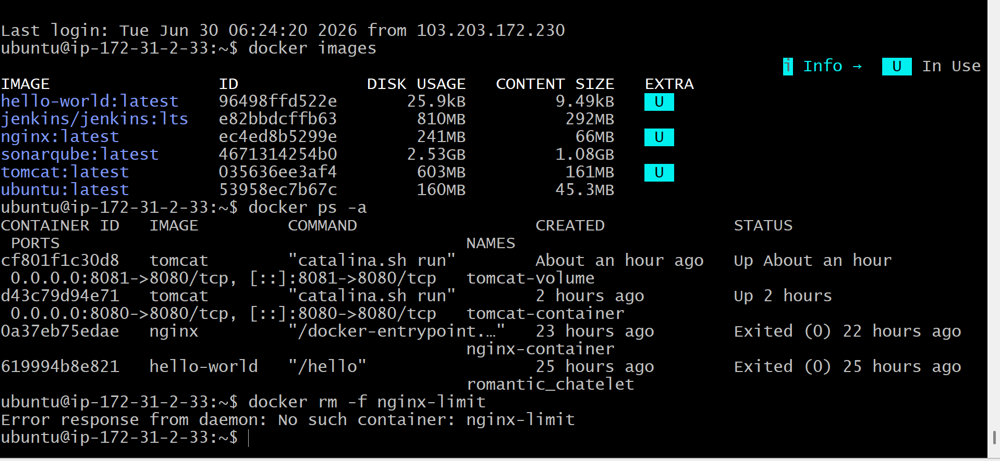 Last login: Tue Jun 30 06:24:20 2026 from 103.203.172.230
ubuntu@ip-172-31-2-33:~$ docker images
i Info →   U  In Use
IMAGE                 ID             DISK USAGE   CONTENT SIZE   EXTRA
hello-world:latest    96498ffd522e       25.9kB         9.49kB    U
jenkins/jenkins:lts   e82bbdcffb63        810MB          292MB
nginx:latest          ec4ed8b5299e        241MB           66MB    U
sonarqube:latest      4671314254b0       2.53GB         1.08GB
tomcat:latest         035636ee3af4        603MB          161MB    U
ubuntu:latest         53958ec7b67c        160MB         45.3MB
ubuntu@ip-172-31-2-33:~$ docker ps -a
CONTAINER ID   IMAGE         COMMAND                  CREATED             STATUS
 PORTS                                         NAMES
cf801f1c30d8   tomcat        "catalina.sh run"        About an hour ago   Up About an hour
 0.0.0.0:8081->8080/tcp, [::]:8081->8080/tcp   tomcat-volume
d43c79d94e71   tomcat        "catalina.sh run"        2 hours ago         Up 2 hours
 0.0.0.0:8080->8080/tcp, [::]:8080->8080/tcp   tomcat-container
0a37eb75edae   nginx         "/docker-entrypoint.…"   23 hours ago        Exited (0) 22 hours ago
                                               nginx-container
619994b8e821   hello-world   "/hello"                 25 hours ago        Exited (0) 25 hours ago
                                               romantic_chatelet
ubuntu@ip-172-31-2-33:~$ docker rm -f nginx-limit
Error response from daemon: No such container: nginx-limit
ubuntu@ip-172-31-2-33:~$